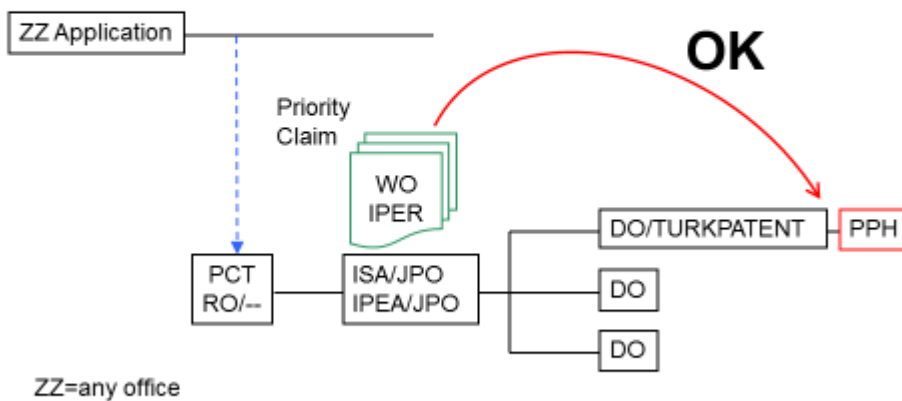 ZZ Application
OK
Priority
Claim
WO
IPER
DO/TURKPATENT
PPH
PCT
RO/--
ISA/JPO
IPEA/JPO
DO
DO
ZZ=any office